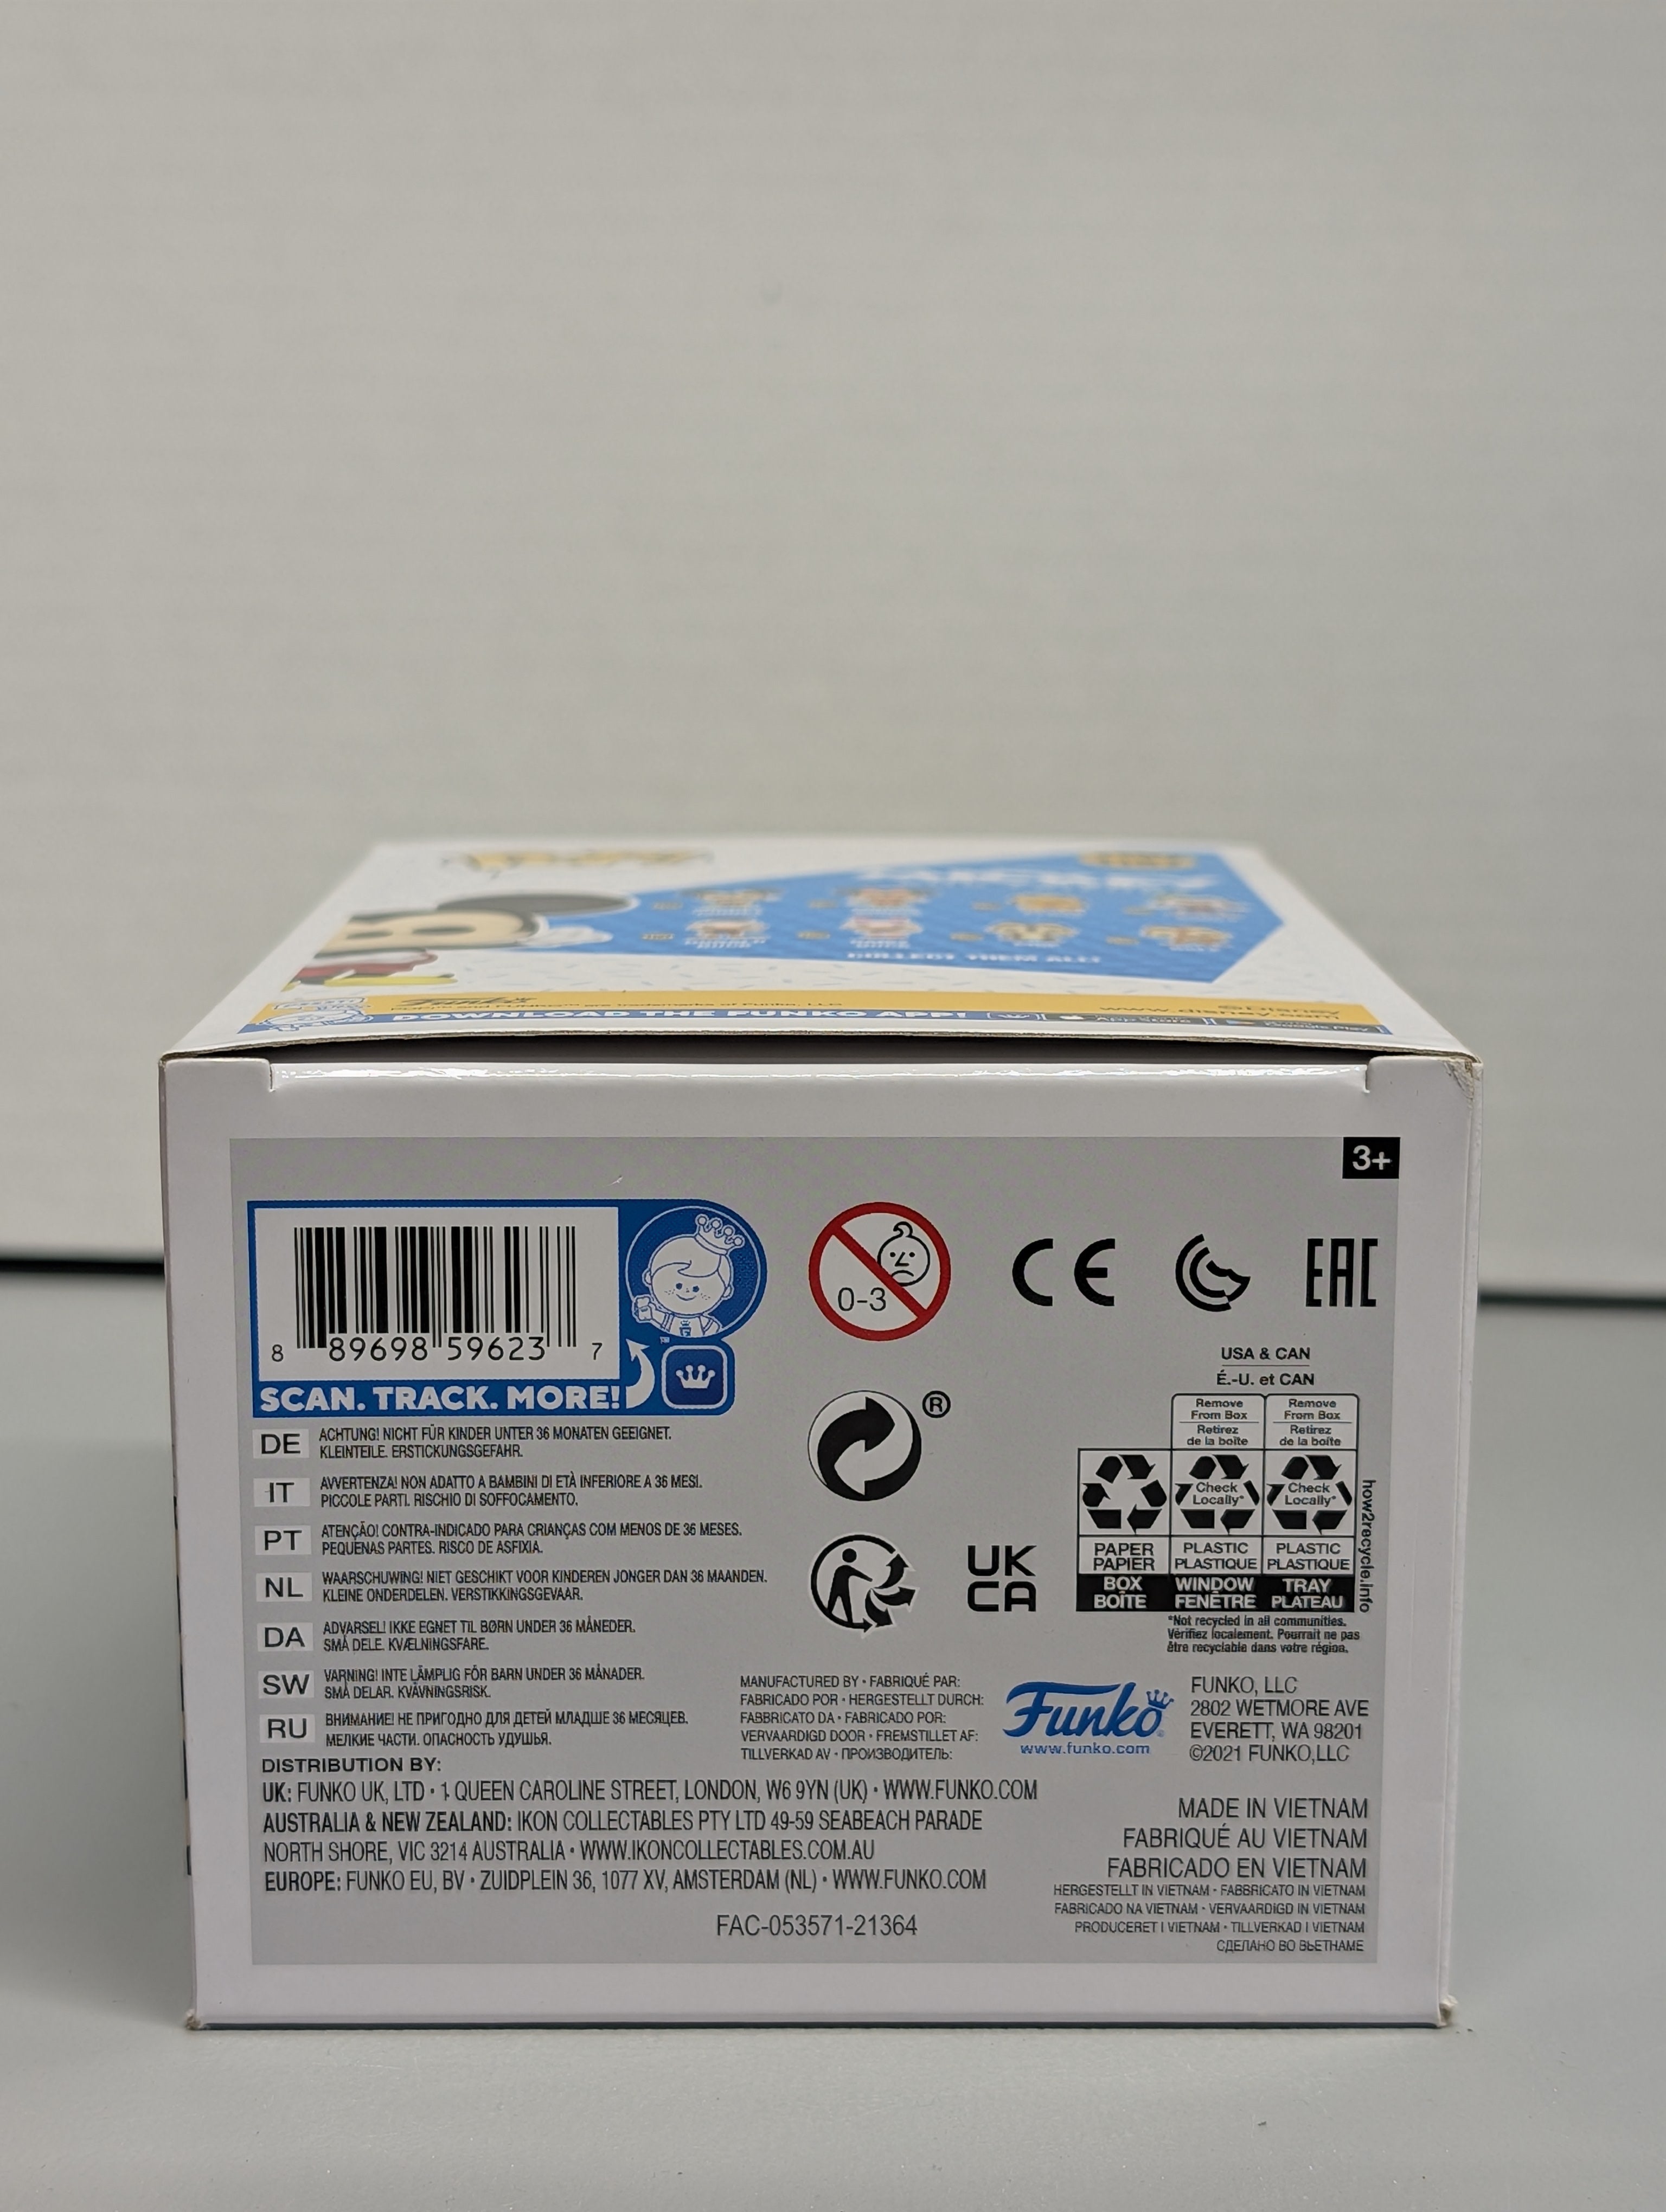 COLLECT THEM ALL!
Funko
www.disney.com
©Disney
DOWNLOAD THE FUNKO APP!
3+
8 89698 59623 7
SCAN. TRACK. MORE!
™
0-3
CE
EAC
DE ACHTUNG! NICHT FÜR KINDER UNTER 36 MONATEN GEEIGNET.
KLEINTEILE. ERSTICKUNGSGEFAHR.
IT AVVERTENZA! NON ADATTO A BAMBINI DI ETÀ INFERIORE A 36 MESI.
PICCOLE PARTI. RISCHIO DI SOFFOCAMENTO.
PT ATENÇÃO! CONTRA-INDICADO PARA CRIANÇAS COM MENOS DE 36 MESES.
PEQUENAS PARTES. RISCO DE ASFIXIA.
NL WAARSCHUWING! NIET GESCHIKT VOOR KINDEREN JONGER DAN 36 MAANDEN.
KLEINE ONDERDELEN. VERSTIKKINGSGEVAAR.
DA ADVARSEL! IKKE EGNET TIL BØRN UNDER 36 MÅNEDER.
SMÅ DELE. KVÆLNINGSFARE.
SW VARNING! INTE LÄMPLIG FÖR BARN UNDER 36 MÅNADER.
SMÅ DELAR. KVÄVNINGSRISK.
RU ВНИМАНИЕ! НЕ ПРИГОДНО ДЛЯ ДЕТЕЙ МЛАДШЕ 36 МЕСЯЦЕВ.
МЕЛКИЕ ЧАСТИ. ОПАСНОСТЬ УДУШЬЯ.
®
UK
CA
USA & CAN
É.-U. et CAN
Remove From Box
Retirez de la boîte
Remove From Box
Retirez de la boîte
Check Locally*
Check Locally*
PAPER PAPIER
PLASTIC PLASTIQUE
PLASTIC PLASTIQUE
BOX BOÎTE
WINDOW FENÊTRE
TRAY PLATEAU
how2recycle.info
*Not recycled in all communities.
Vérifiez localement. Pourrait ne pas
être recyclable dans votre région.
MANUFACTURED BY • FABRIQUÉ PAR:
FABRICADO POR • HERGESTELLT DURCH:
FABBRICATO DA • FABRICADO POR:
VERVAARDIGD DOOR • FREMSTILLET AF:
TILLVERKAD AV • ПРОИЗВОДИТЕЛЬ:
Funko
www.funko.com
FUNKO, LLC
2802 WETMORE AVE
EVERETT, WA 98201
©2021 FUNKO,LLC
DISTRIBUTION BY:
UK: FUNKO UK, LTD • 1 QUEEN CAROLINE STREET, LONDON, W6 9YN (UK) • WWW.FUNKO.COM
AUSTRALIA & NEW ZEALAND: IKON COLLECTABLES PTY LTD 49-59 SEABEACH PARADE
NORTH SHORE, VIC 3214 AUSTRALIA • WWW.IKONCOLLECTABLES.COM.AU
EUROPE: FUNKO EU, BV • ZUIDPLEIN 36, 1077 XV, AMSTERDAM (NL) • WWW.FUNKO.COM
FAC-053571-21364
MADE IN VIETNAM
FABRIQUÉ AU VIETNAM
FABRICADO EN VIETNAM
HERGESTELLT IN VIETNAM • FABBRICATO IN VIETNAM
FABRICADO NA VIETNAM • VERVAARDIGD IN VIETNAM
PRODUCERET I VIETNAM • TILLVERKAD I VIETNAM
СДЕЛАНО ВО ВЬЕТНАМЕ